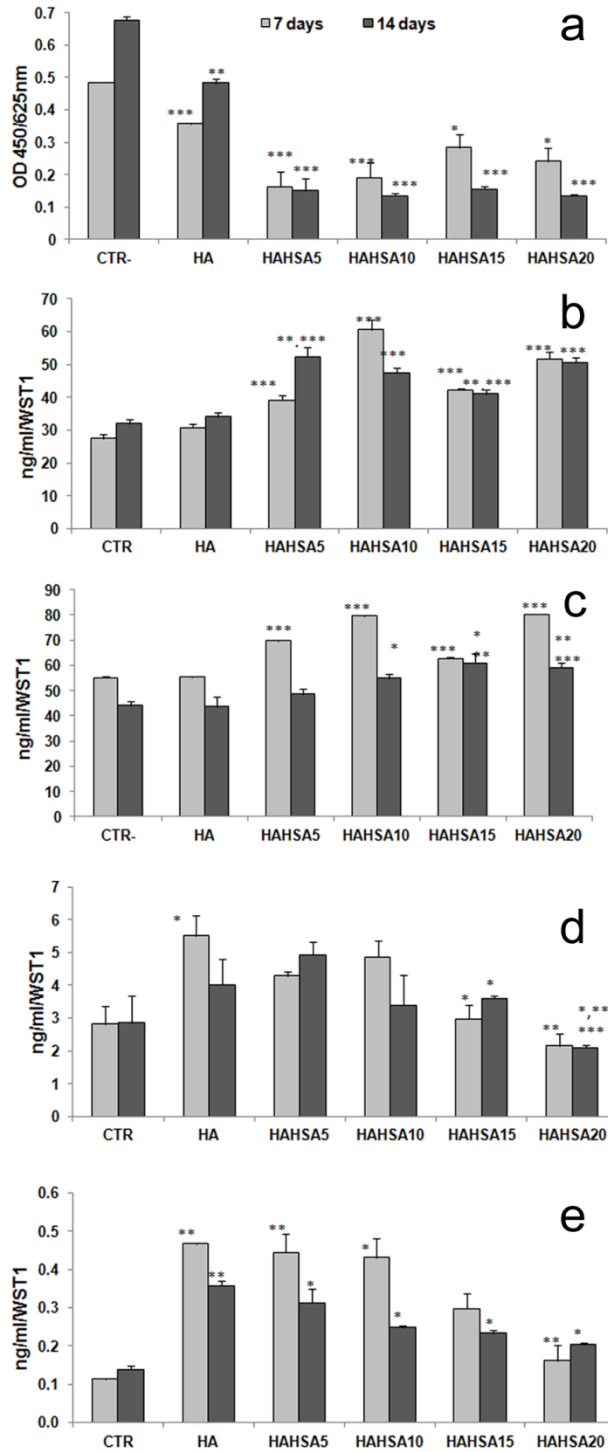 a
7 days 14 days
OD 450/625nm
0.7
0.6
0.5
0.4
0.3
0.2
0.1
0
*** ** *** *** *** *** * *** * ***
CTR- HA HAHSA5 HAHSA10 HAHSA15 HAHSA20
b
ng/ml/WST1
70
60
50
40
30
20
10
0
*** **.*** *** *** *** **,*** *** ***
CTR HA HAHSA5 HAHSA10 HAHSA15 HAHSA20
c
ng/ml/WST1
90
80
70
60
50
40
30
20
10
0
*** *** * *** * ** *** ** ***
CTR- HA HAHSA5 HAHSA10 HAHSA15 HAHSA20
d
ng/ml/WST1
7
6
5
4
3
2
1
0
* * * ** *,** ***
CTR HA HAHSA5 HAHSA10 HAHSA15 HAHSA20
e
ng/ml/WST1
0.6
0.5
0.4
0.3
0.2
0.1
0.0
** ** ** * * * * ** *
CTR HA HAHSA5 HAHSA10 HAHSA15 HAHSA20